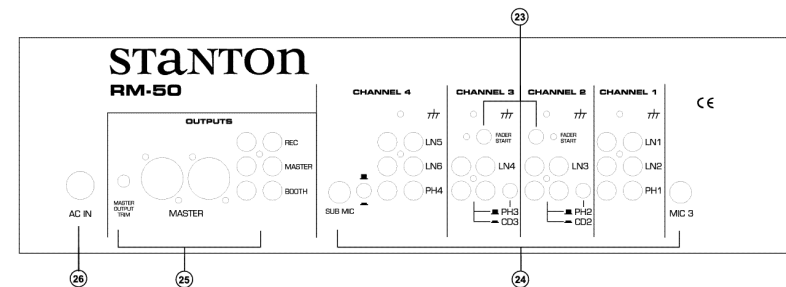 23
STANTON
RM-50
CHANNEL 4
CHANNEL 3
CHANNEL 2
CHANNEL 1
CE
OUTPUTS
FADER
START
FADER
START
REC
MASTER
BOOTH
LN5
LN6
PH4
LN4
LN3
LN1
LN2
PH1
AC IN
MASTER
OUTPUT
TRIM
MASTER
SUB MIC
PH3
CD3
PH2
CD2
MIC 3
26
25
24